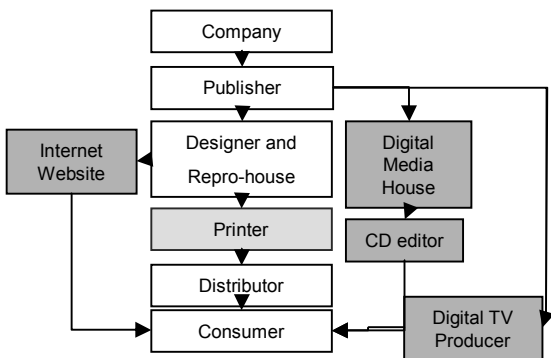 Company
Publisher
Designer and
Repro-house
Internet
Website
Digital
Media
House
Printer
CD editor
Distributor
Consumer
Digital TV
Producer